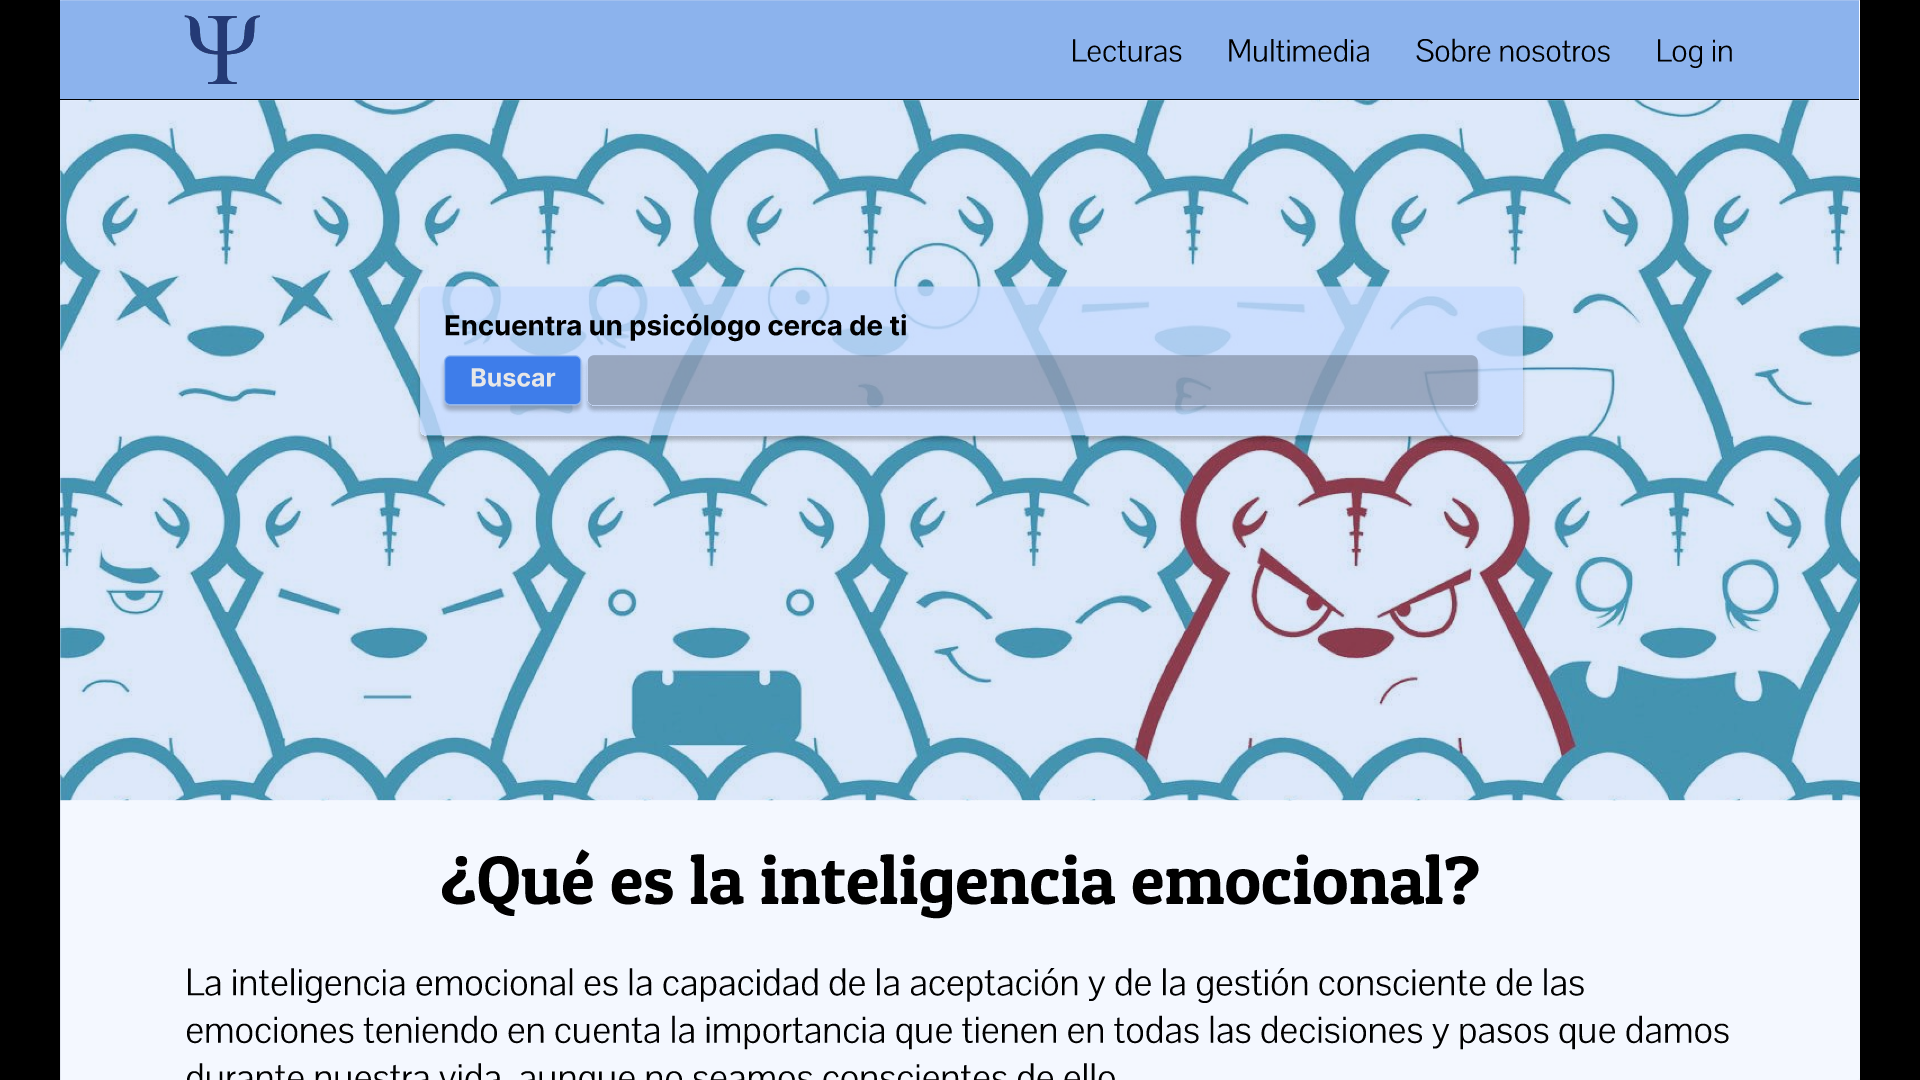 Ψ
Lecturas Multimedia Sobre nosotros Log in
Encuentra un psicólogo cerca de ti
Buscar
¿Qué es la inteligencia emocional?
La inteligencia emocional es la capacidad de la aceptación y de la gestión consciente de las
emociones teniendo en cuenta la importancia que tienen en todas las decisiones y pasos que damos
durante nuestra vida, aunque no seamos conscientes de ello.